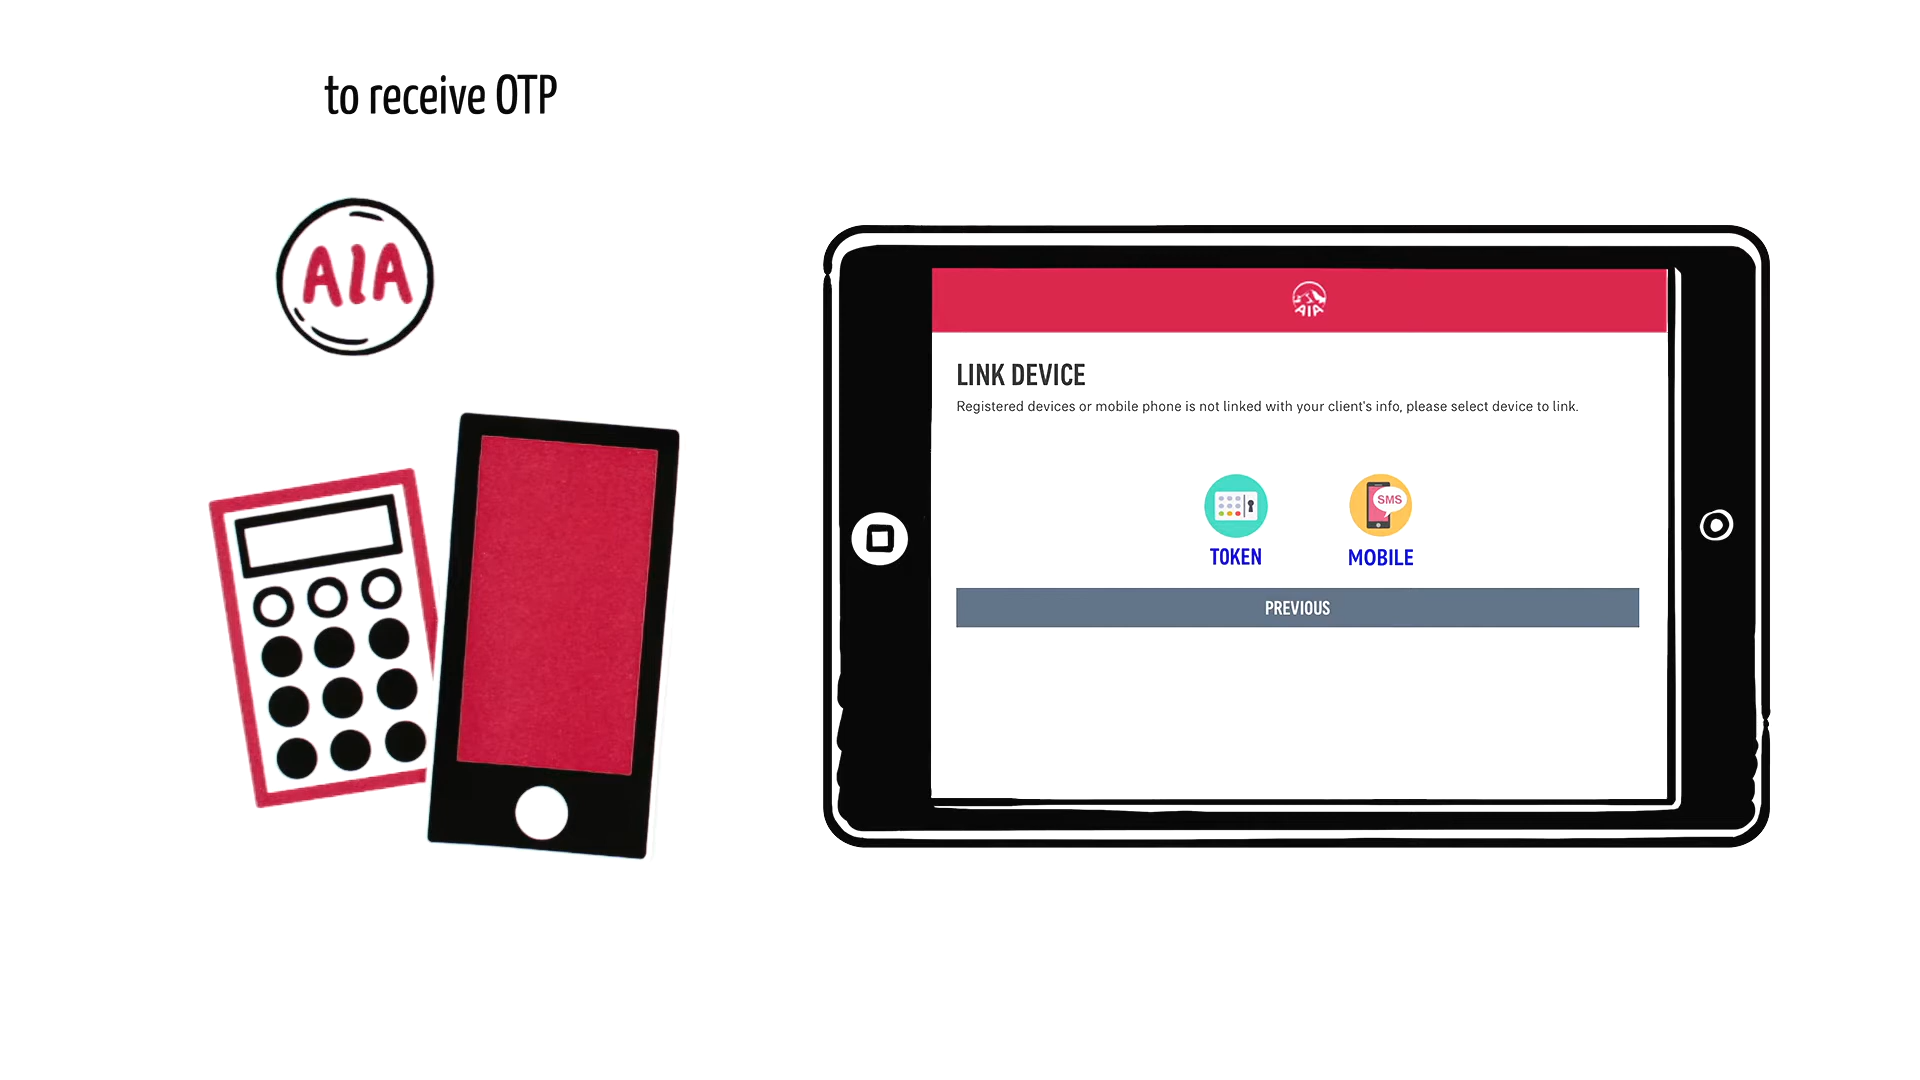 to receive OTP
AIA
AIA
LINK DEVICE
Registered devices or mobile phone is not linked with your client's info, please select device to link.
SMS
TOKEN
MOBILE
PREVIOUS